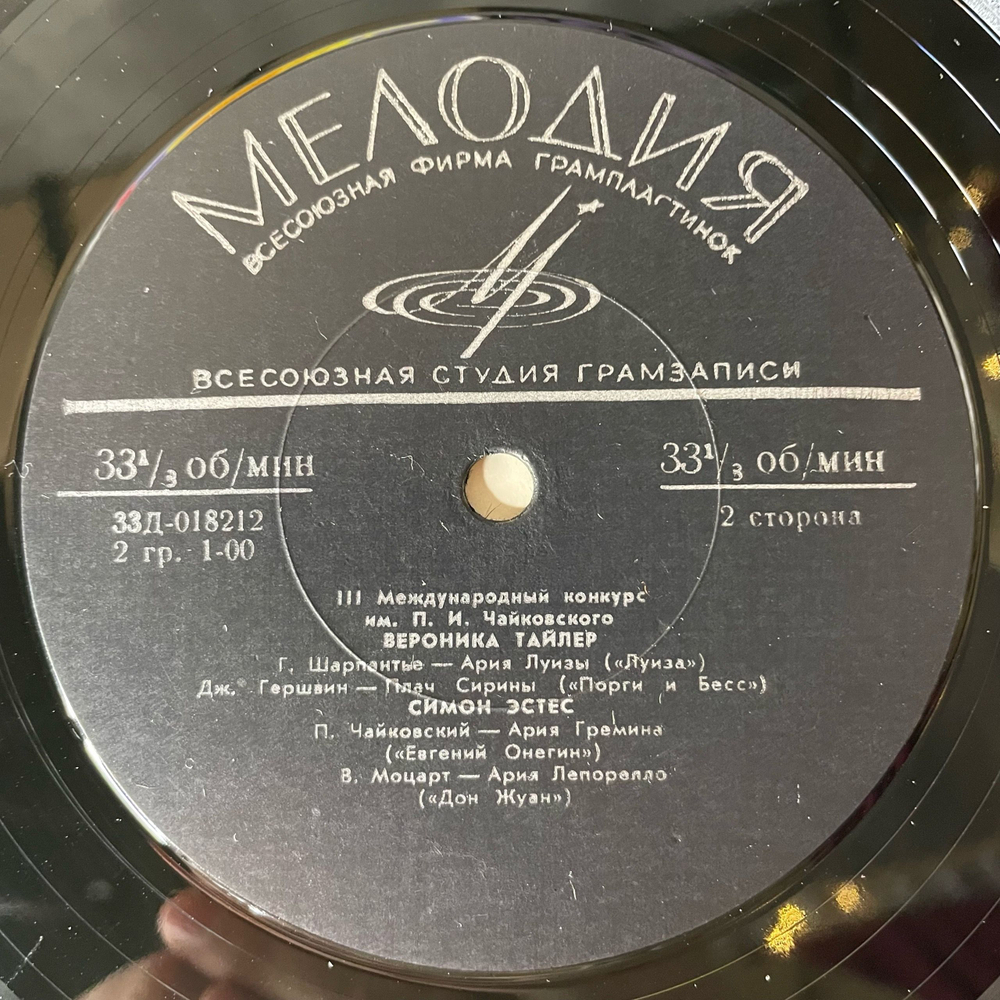 МЕЛОДИЯ
ВСЕСОЮЗНАЯ ФИРМА ГРАМПЛАСТИНОК
ВСЕСОЮЗНАЯ СТУДИЯ ГРАМЗАПИСИ
33¹/₃ об/мин
33¹/₃ об/мин
33Д-018212
2 сторона
2 гр. 1-00
III Международный конкурс
им. П. И. Чайковского
ВЕРОНИКА ТАЙЛЕР
Г. Шарпантье — Ария Луизы («Луиза»)
Дж. Гершвин — Плач Сирины («Порги и Бесс»)
СИМОН ЭСТЕС
П. Чайковский — Ария Гремина
(«Евгений Онегин»)
В. Моцарт — Ария Лепорелло
(«Дон Жуан»)